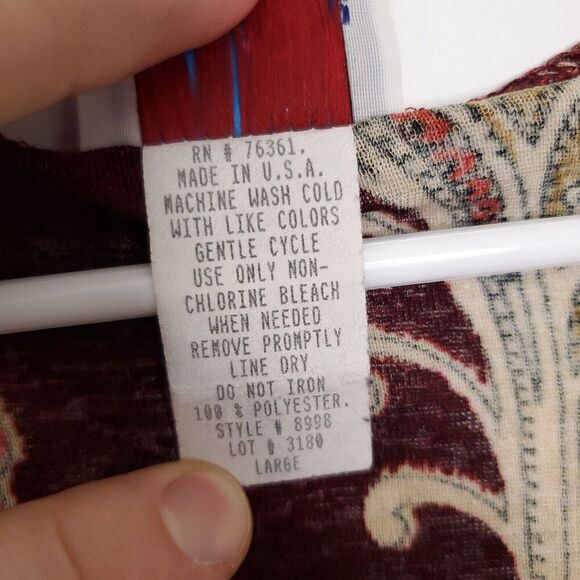 RN # 76361.
MADE IN U.S.A.
MACHINE WASH COLD
WITH LIKE COLORS
GENTLE CYCLE
USE ONLY NON-
CHLORINE BLEACH
WHEN NEEDED
REMOVE PROMPTLY
LINE DRY
DO NOT IRON
100 % POLYESTER.
STYLE # 8998
LOT # 3180
LARGE